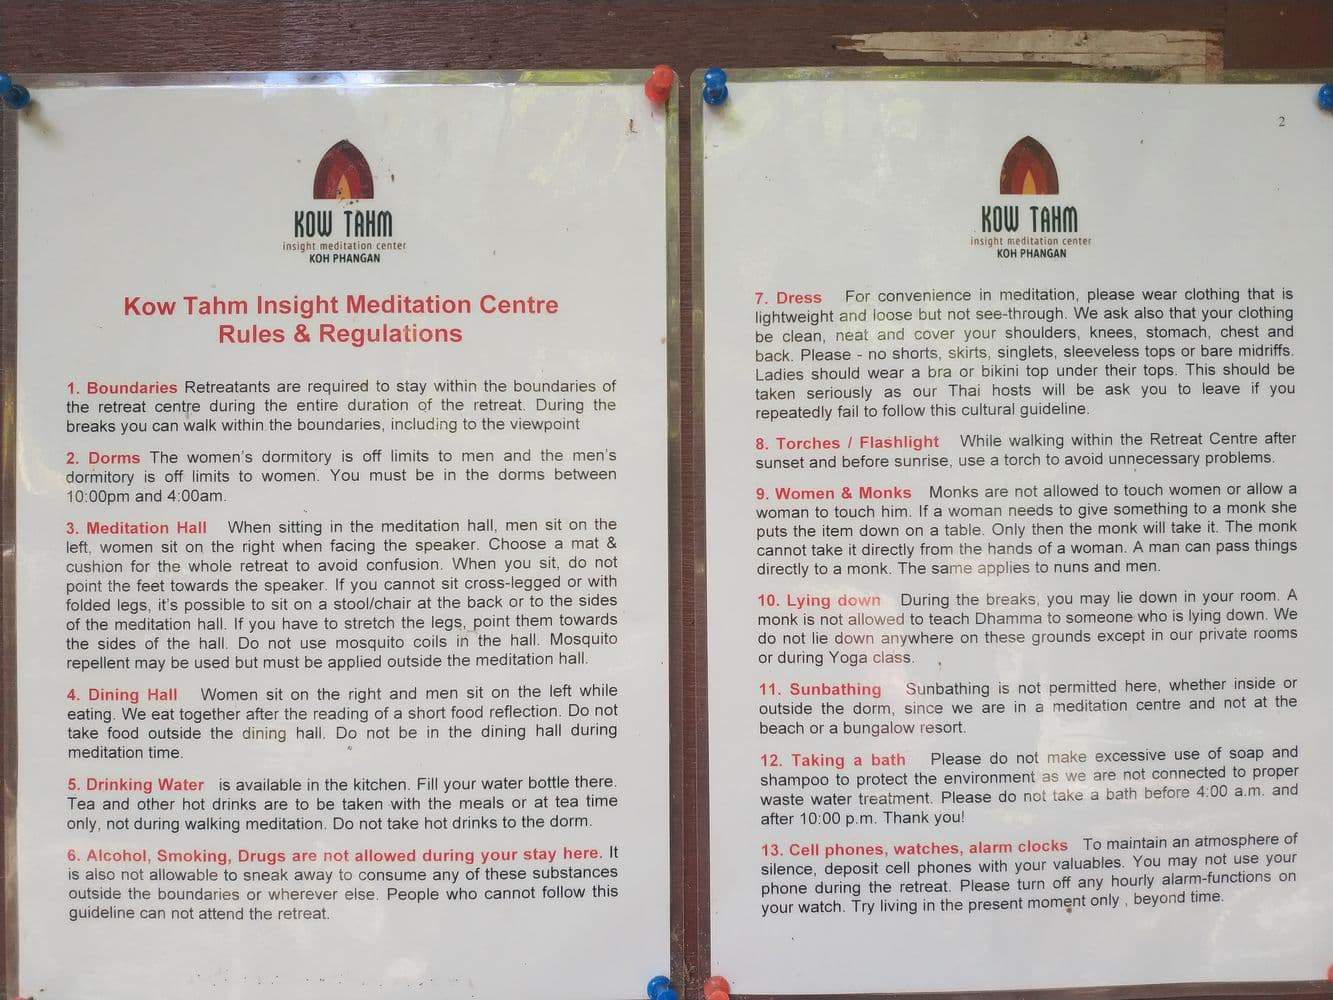 KOW TAHM
insight meditation center
KOH PHANGAN
Kow Tahm Insight Meditation Centre
Rules & Regulations
1. Boundaries Retreatants are required to stay within the boundaries of
the retreat centre during the entire duration of the retreat. During the
breaks you can walk within the boundaries, including to the viewpoint
2. Dorms The women's dormitory is off limits to men and the men's
dormitory is off limits to women. You must be in the dorms between
10:00pm and 4:00am.
3. Meditation Hall When sitting in the meditation hall, men sit on the
left, women sit on the right when facing the speaker. Choose a mat &
cushion for the whole retreat to avoid confusion. When you sit, do not
point the feet towards the speaker. If you cannot sit cross-legged or with
folded legs, it's possible to sit on a stool/chair at the back or to the sides
of the meditation hall. If you have to stretch the legs, point them towards
the sides of the hall. Do not use mosquito coils in the hall. Mosquito
repellent may be used but must be applied outside the meditation hall.
4. Dining Hall Women sit on the right and men sit on the left while
eating. We eat together after the reading of a short food reflection. Do not
take food outside the dining hall. Do not be in the dining hall during
meditation time.
5. Drinking Water is available in the kitchen. Fill your water bottle there.
Tea and other hot drinks are to be taken with the meals or at tea time
only, not during walking meditation. Do not take hot drinks to the dorm.
6. Alcohol, Smoking, Drugs are not allowed during your stay here. It
is also not allowable to sneak away to consume any of these substances
outside the boundaries or wherever else. People who cannot follow this
guideline can not attend the retreat.
2
KOW TAHM
insight meditation center
KOH PHANGAN
7. Dress For convenience in meditation, please wear clothing that is
lightweight and loose but not see-through. We ask also that your clothing
be clean, neat and cover your shoulders, knees, stomach, chest and
back. Please - no shorts, skirts, singlets, sleeveless tops or bare midriffs.
Ladies should wear a bra or bikini top under their tops. This should be
taken seriously as our Thai hosts will be ask you to leave if you
repeatedly fail to follow this cultural guideline.
8. Torches / Flashlight While walking within the Retreat Centre after
sunset and before sunrise, use a torch to avoid unnecessary problems.
9. Women & Monks Monks are not allowed to touch women or allow a
woman to touch him. If a woman needs to give something to a monk she
puts the item down on a table. Only then the monk will take it. The monk
cannot take it directly from the hands of a woman. A man can pass things
directly to a monk. The same applies to nuns and men.
10. Lying down During the breaks, you may lie down in your room. A
monk is not allowed to teach Dhamma to someone who is lying down. We
do not lie down anywhere on these grounds except in our private rooms
or during Yoga class.
11. Sunbathing Sunbathing is not permitted here, whether inside or
outside the dorm, since we are in a meditation centre and not at the
beach or a bungalow resort.
12. Taking a bath Please do not make excessive use of soap and
shampoo to protect the environment as we are not connected to proper
waste water treatment. Please do not take a bath before 4:00 a.m. and
after 10:00 p.m. Thank you!
13. Cell phones, watches, alarm clocks To maintain an atmosphere of
silence, deposit cell phones with your valuables. You may not use your
phone during the retreat. Please turn off any hourly alarm-functions on
your watch. Try living in the present moment only , beyond time.